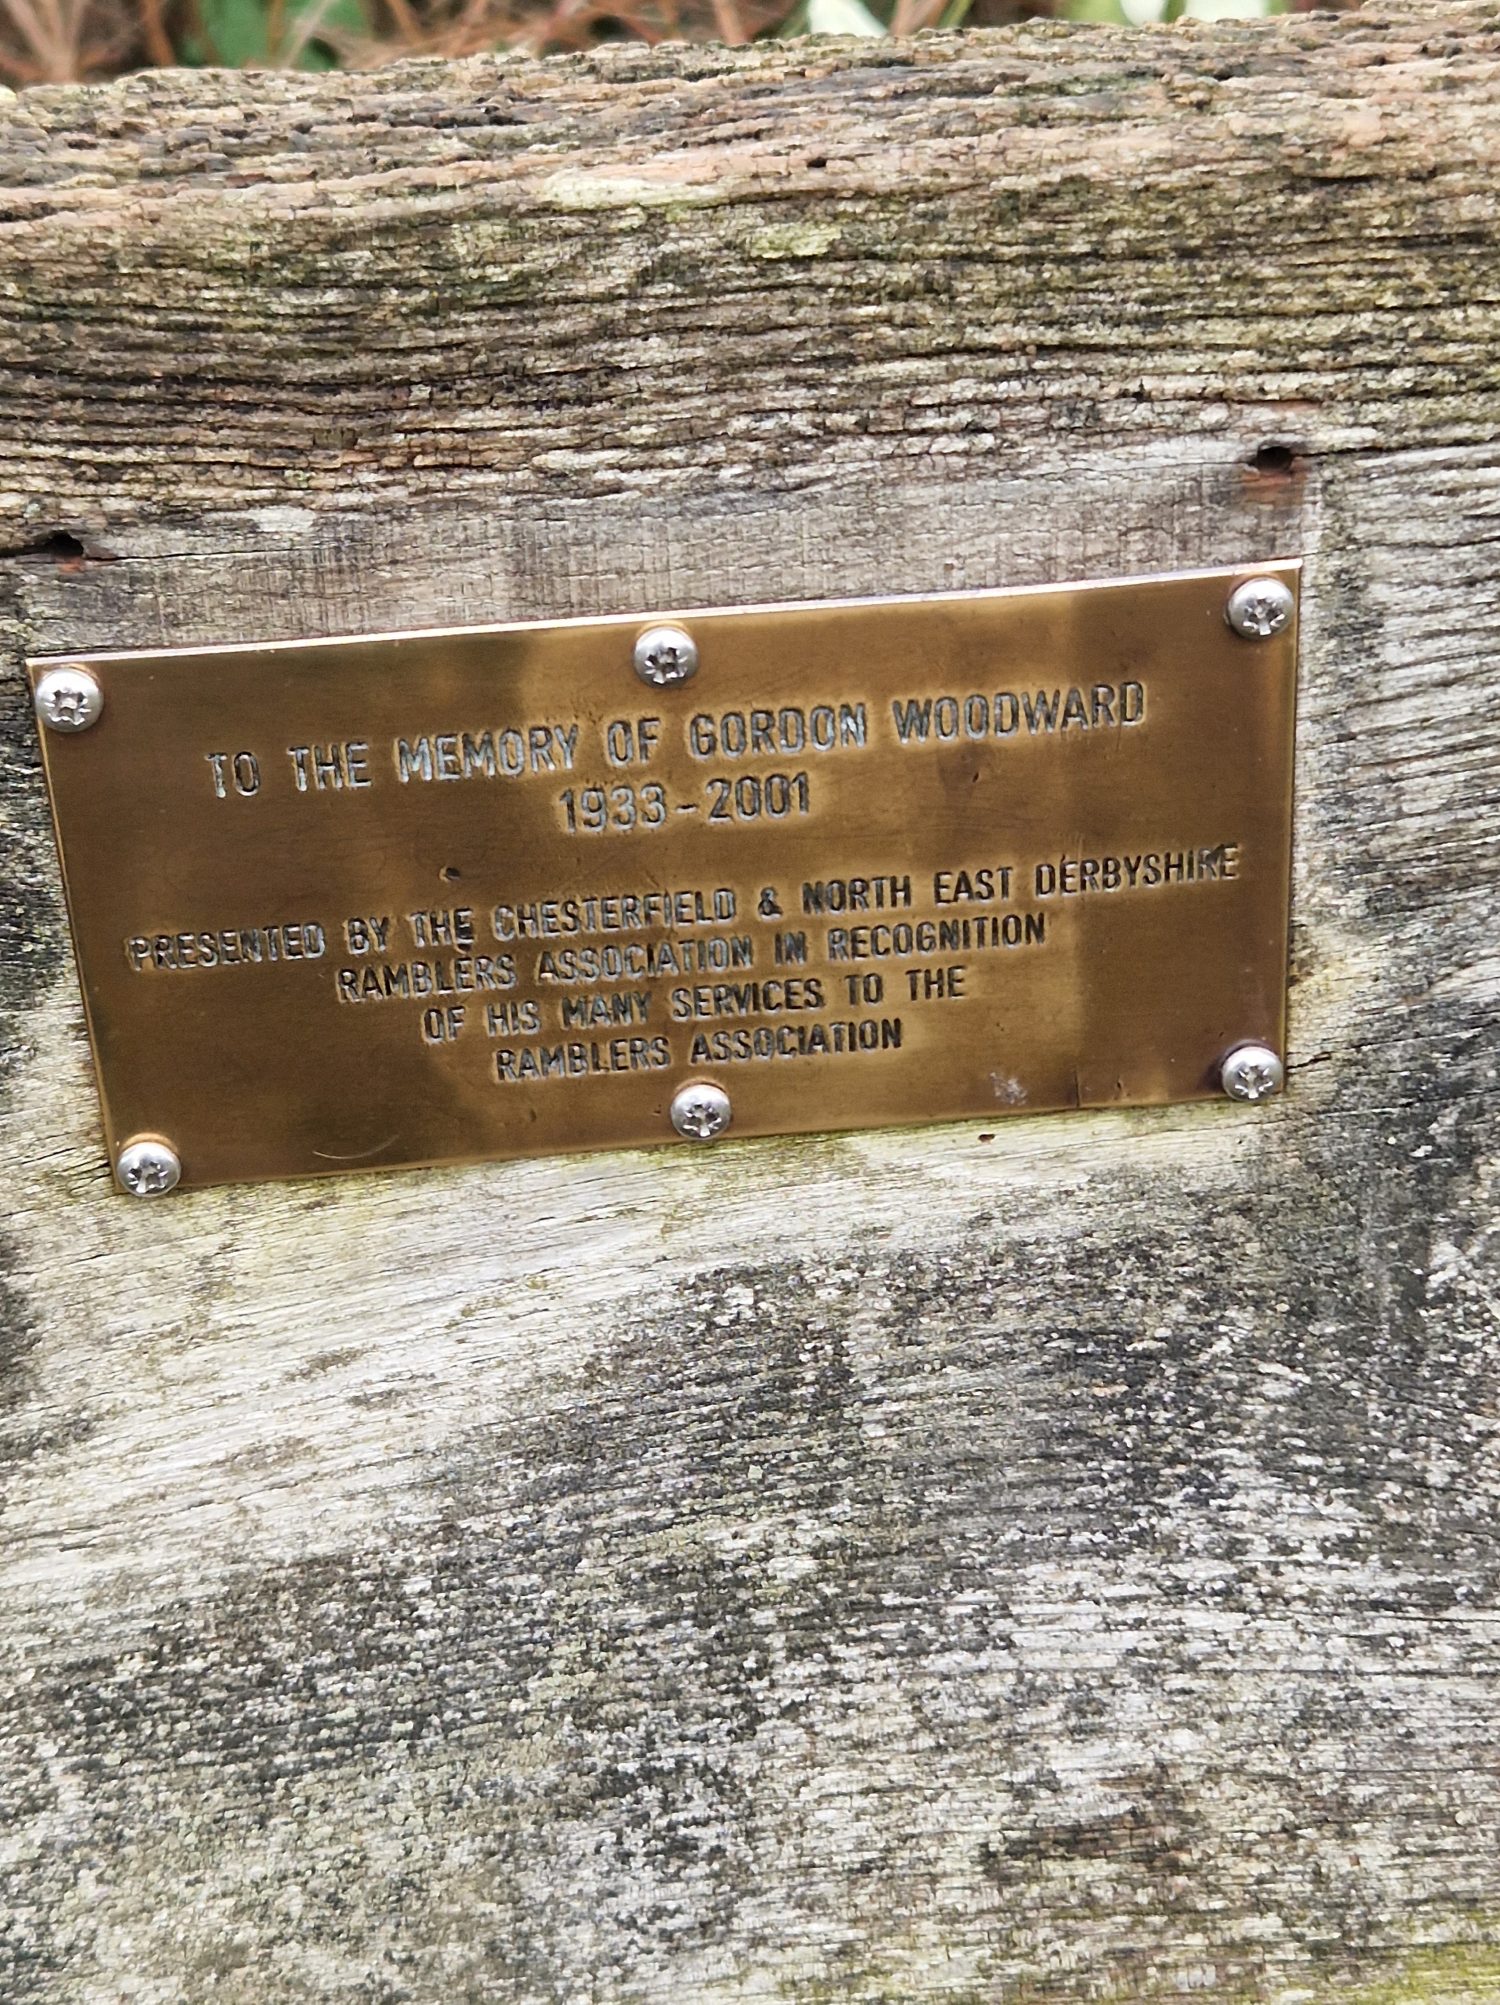 TO THE MEMORY OF GORDON WOODWARD
1933-2001
PRESENTED BY THE CHESTERFIELD & NORTH EAST DERBYSHIRE
RAMBLERS ASSOCIATION IN RECOGNITION
OF HIS MANY SERVICES TO THE
RAMBLERS ASSOCIATION